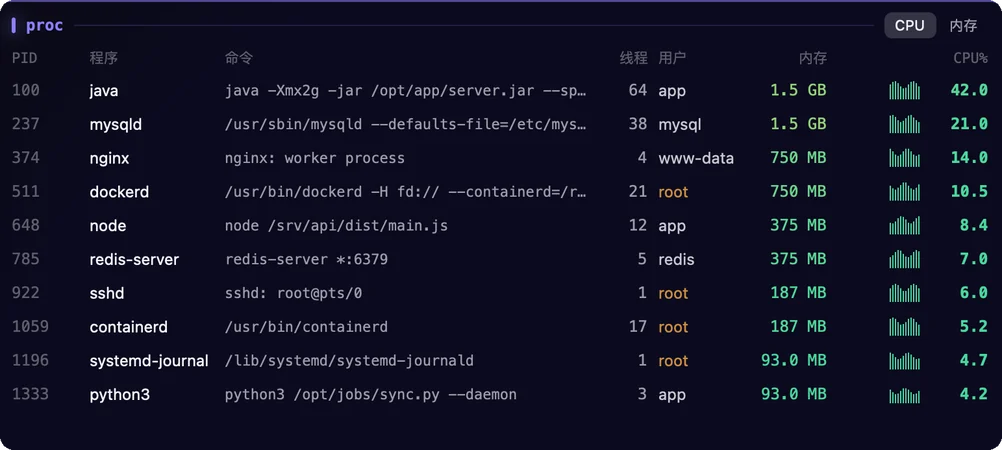 proc CPU 内存
PID 程序 命令 线程 用户 内存 CPU%
100 java java -Xmx2g -jar /opt/app/server.jar --sp… 64 app 1.5 GB 42.0
237 mysqld /usr/sbin/mysqld --defaults-file=/etc/mys… 38 mysql 1.5 GB 21.0
374 nginx nginx: worker process 4 www-data 750 MB 14.0
511 dockerd /usr/bin/dockerd -H fd:// --containerd=/r… 21 root 750 MB 10.5
648 node node /srv/api/dist/main.js 12 app 375 MB 8.4
785 redis-server redis-server *:6379 5 redis 375 MB 7.0
922 sshd sshd: root@pts/0 1 root 187 MB 6.0
1059 containerd /usr/bin/containerd 17 root 187 MB 5.2
1196 systemd-journal /lib/systemd/systemd-journald 1 root 93.0 MB 4.7
1333 python3 python3 /opt/jobs/sync.py --daemon 3 app 93.0 MB 4.2